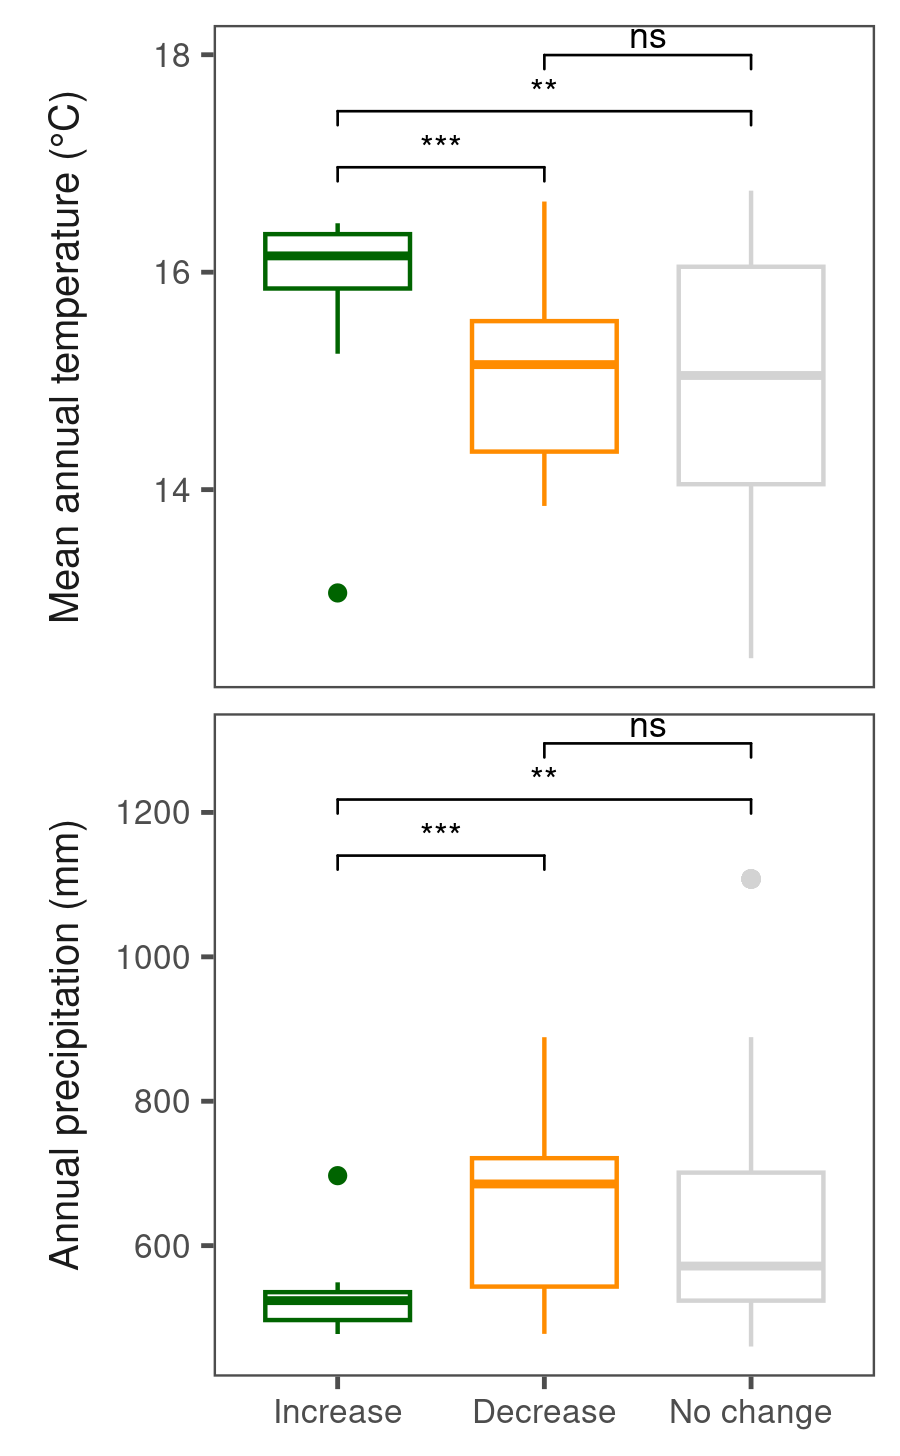 Mean annual temperature (°C)
18
16
14
ns
**
***
Annual precipitation (mm)
1200
1000
800
600
ns
**
***
Increase Decrease No change